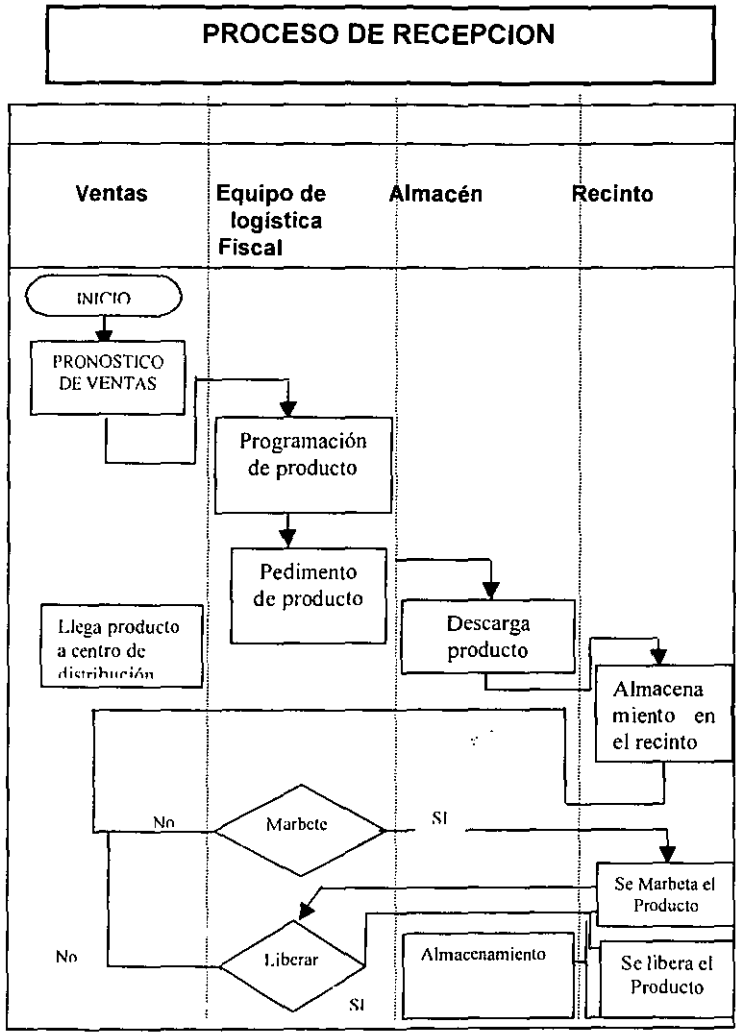 PROCESO DE RECEPCION
Ventas
Equipo de
logística
Fiscal
Almacén
Recinto
INICIO
PRONOSTICO
DE VENTAS
Programación
de producto
Pedimento
de producto
Llega producto
a centro de
distribución
Descarga
producto
Almacena
miento en
el recinto
No
Marbete
SI
Se Marbeta el
Producto
No
Liberar
SI
Almacenamiento
Se libera el
Producto